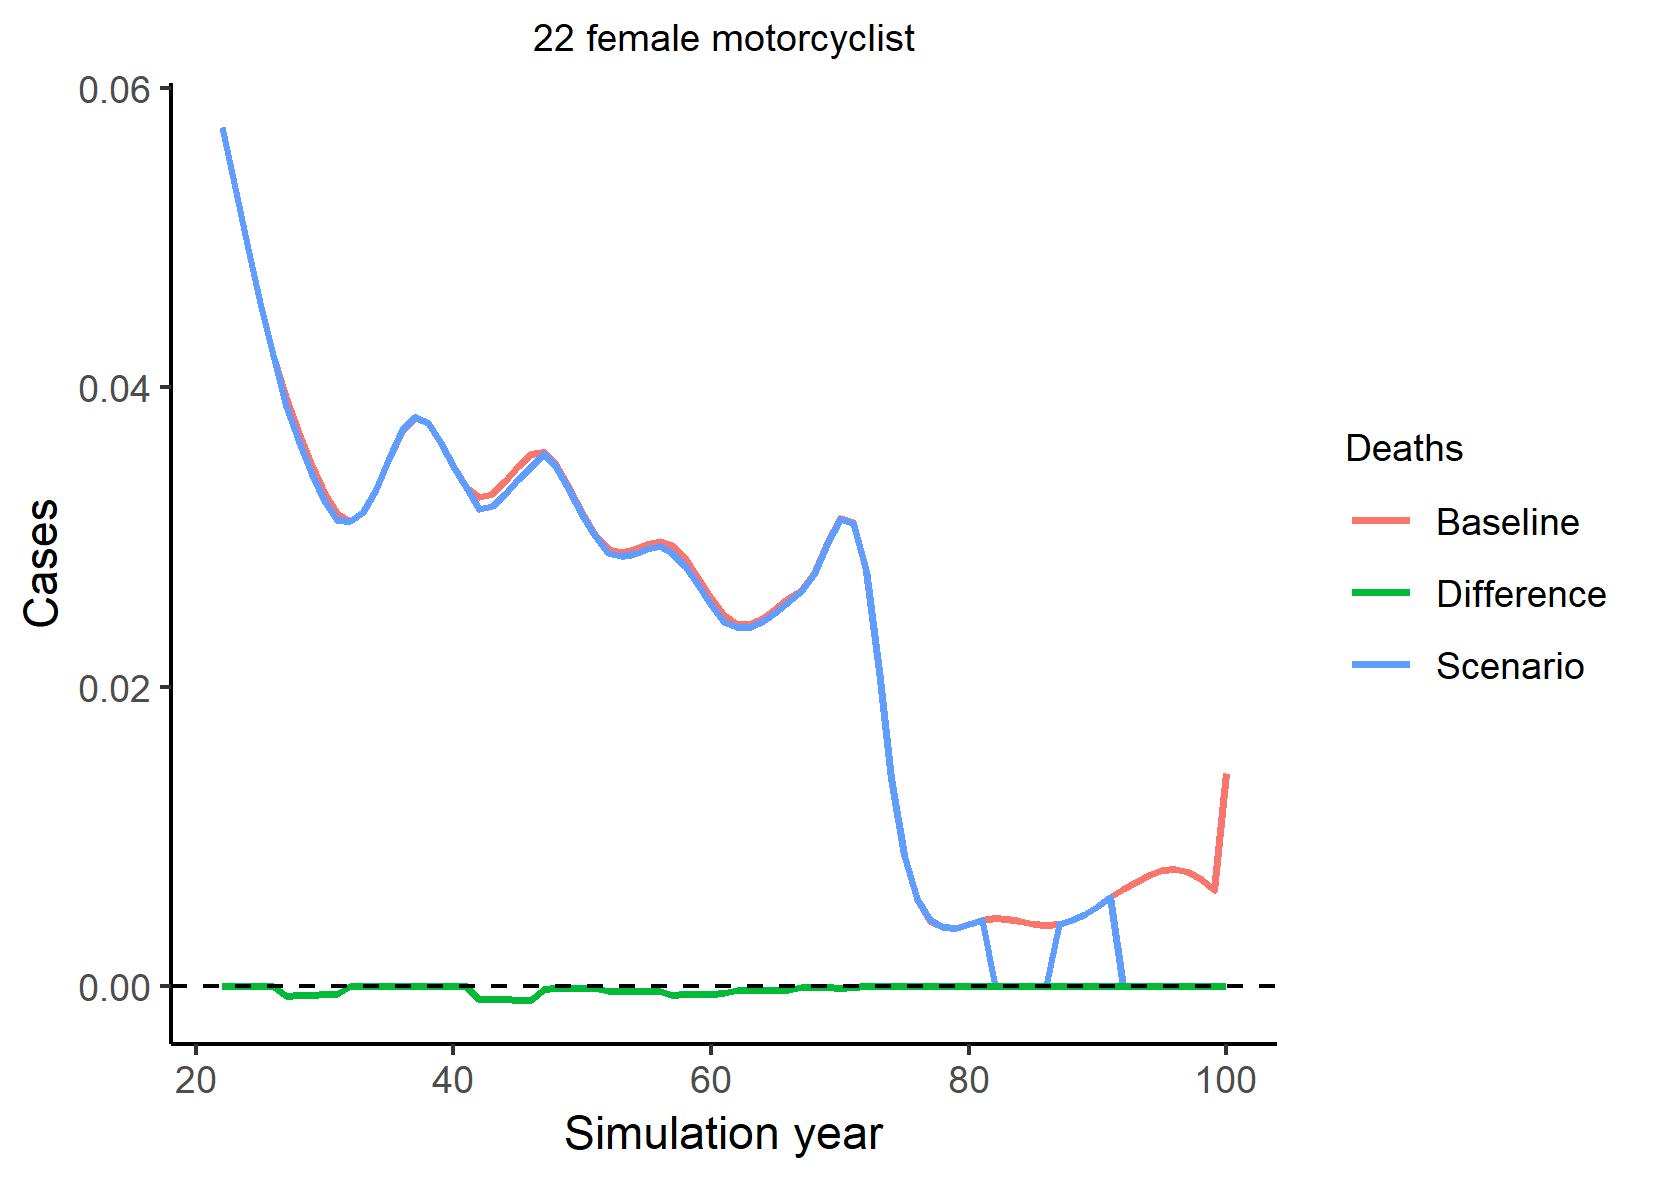 22 female motorcyclist
0.06
0.04
0.02
0.00
Cases
20 40 60 80 100
Simulation year
Deaths
Baseline
Difference
Scenario